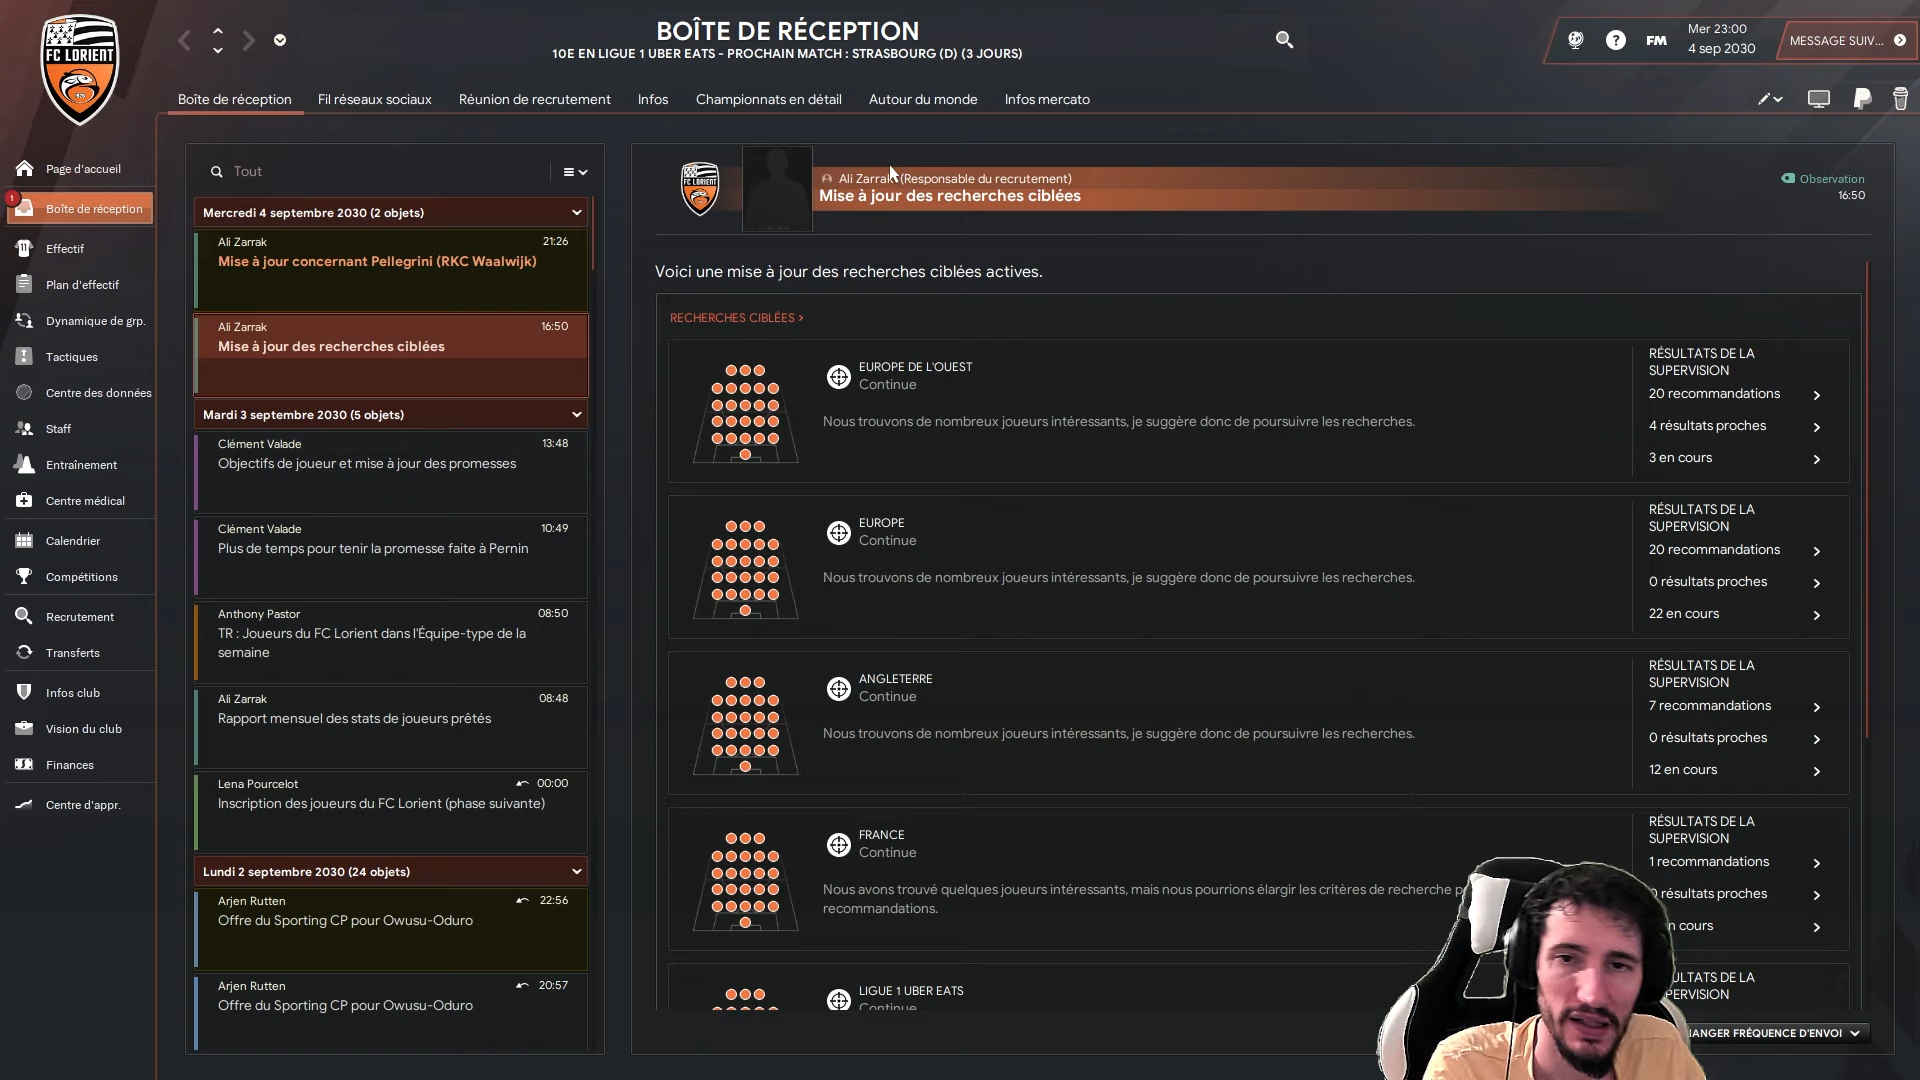 FC LORIENT
BOÎTE DE RÉCEPTION
10E EN LIGUE 1 UBER EATS - PROCHAIN MATCH : STRASBOURG (D) (3 JOURS)
FM
Mer 23:00
4 sep 2030
MESSAGE SUIV...
Boîte de réception
Fil réseaux sociaux
Réunion de recrutement
Infos
Championnats en détail
Autour du monde
Infos mercato
1
Page d'accueil
Boîte de réception
Effectif
Plan d'effectif
Dynamique de grp.
Tactiques
Centre des données
Staff
Entraînement
Centre médical
Calendrier
Compétitions
Recrutement
Transferts
Infos club
Vision du club
Finances
Centre d'appr.
Tout
Mercredi 4 septembre 2030 (2 objets)
Ali Zarrak 21:26
Mise à jour concernant Pellegrini (RKC Waalwijk)
Ali Zarrak 16:50
Mise à jour des recherches ciblées
Mardi 3 septembre 2030 (5 objets)
Clément Valade 13:48
Objectifs de joueur et mise à jour des promesses
Clément Valade 10:49
Plus de temps pour tenir la promesse faite à Pernin
Anthony Pastor 08:50
TR : Joueurs du FC Lorient dans l'Équipe-type de la
semaine
Ali Zarrak 08:48
Rapport mensuel des stats de joueurs prêtés
Lena Pourcelot 00:00
Inscription des joueurs du FC Lorient (phase suivante)
Lundi 2 septembre 2030 (24 objets)
Arjen Rutten 22:56
Offre du Sporting CP pour Owusu-Oduro
Arjen Rutten 20:57
Offre du Sporting CP pour Owusu-Oduro
FC LORIENT
Ali Zarrak (Responsable du recrutement)
Mise à jour des recherches ciblées
Observation
16:50
Voici une mise à jour des recherches ciblées actives.
RECHERCHES CIBLÉES >
EUROPE DE L'OUEST
Continue
Nous trouvons de nombreux joueurs intéressants, je suggère donc de poursuivre les recherches.
RÉSULTATS DE LA
SUPERVISION
20 recommandations
4 résultats proches
3 en cours
EUROPE
Continue
Nous trouvons de nombreux joueurs intéressants, je suggère donc de poursuivre les recherches.
RÉSULTATS DE LA
SUPERVISION
20 recommandations
0 résultats proches
22 en cours
ANGLETERRE
Continue
Nous trouvons de nombreux joueurs intéressants, je suggère donc de poursuivre les recherches.
RÉSULTATS DE LA
SUPERVISION
7 recommandations
0 résultats proches
12 en cours
FRANCE
Continue
Nous avons trouvé quelques joueurs intéressants, mais nous pourrions élargir les critères de recherche
recommandations.
RÉSULTATS DE LA
SUPERVISION
1 recommandations
résultats proches
cours
LIGUE 1 UBER EATS
Continue
DE LA
FRÉQUENCE D'ENVOI